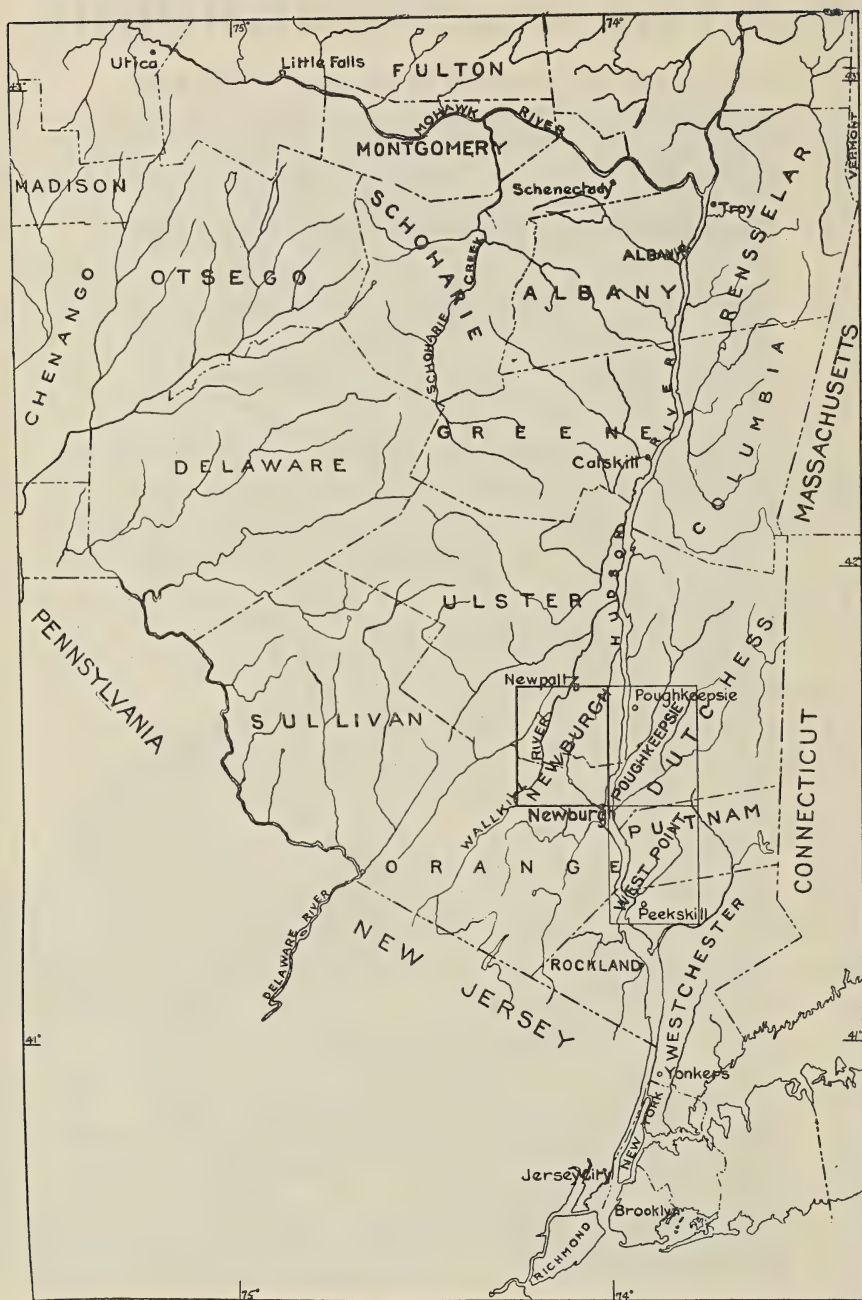 75°
74°
Utica
Little Falls
FULTON
43°
43°
MOHAWK RIVER
MONTGOMERY
VERMONT
MADISON
Schenectady
Troy
SCHOHARIE
RENSSELAR
ALBANY
OTSEGO
SCHOHARIE CREEK
ALBANY
CHENANGO
MASSACHUSETTS
COLUMBIA
GREENE
HUDSON RIVER
Catskill
DELAWARE
42°
ULSTER
PENNSYLVANIA
DUTCHESS
Newpaltz
Poughkeepsie
SULLIVAN
NEWBURGH
POUGHKEEPSIE
CONNECTICUT
WALLKILL RIVER
Newburgh
PUTNAM
ORANGE
WEST POINT
Peekskill
DELAWARE RIVER
NEW JERSEY
ROCKLAND
WESTCHESTER
41°
41°
Yonkers
NEW YORK
Jersey city
Brooklyn
RICHMOND
75°
74°